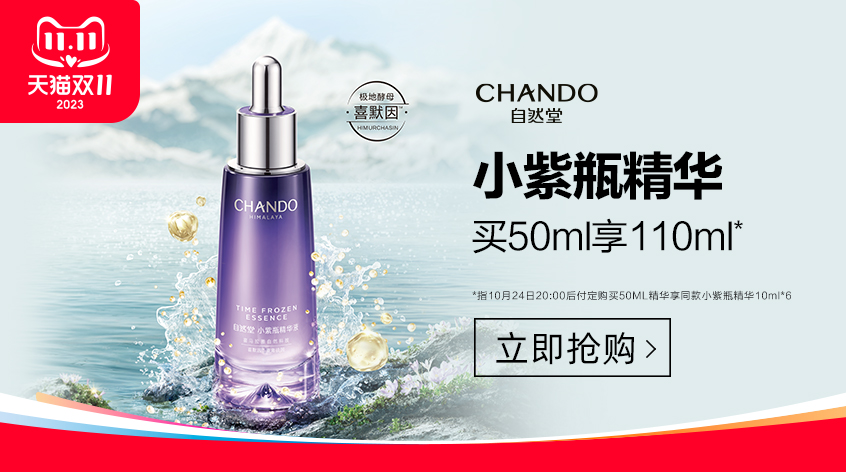 11.11
天猫双11
2023
极地酵母
喜默因™
HIMURCHASIN
CHANDO
自然堂
小紫瓶精华
买50ml享110ml*
*指10月24日20:00后付定购买50ML精华享同款小紫瓶精华10ml*6
立即抢购
CHANDO
HIMALAYA
TIME FROZEN
ESSENCE
自然堂 小紫瓶精华液